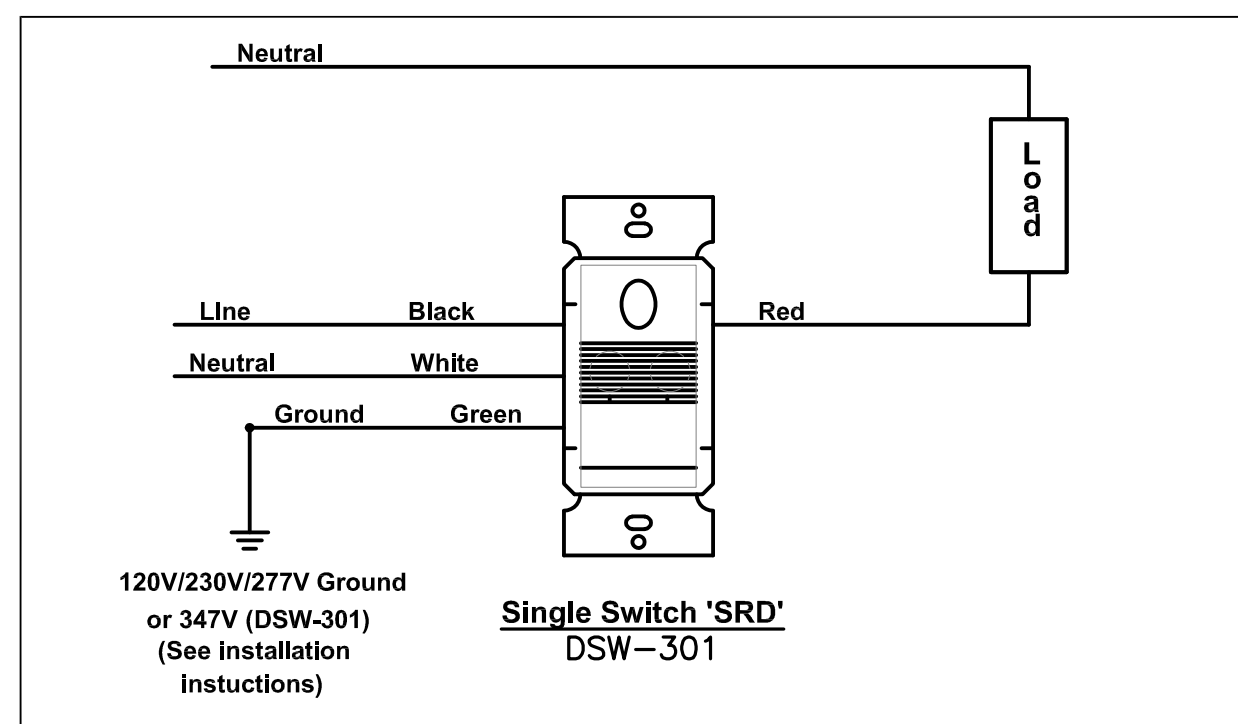 Neutral
Load
LIne Black
Red
Neutral White
Ground Green
120V/230V/277V Ground
or 347V (DSW-301)
(See installation
instuctions)
Single Switch 'SRD'
DSW-301